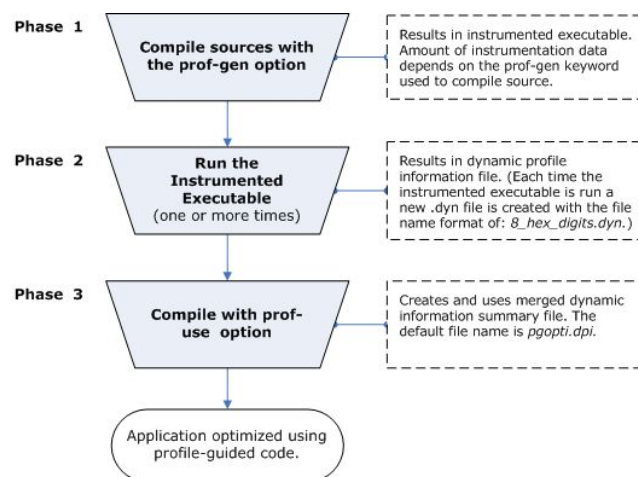 Phase 1
Compile sources with
the prof-gen option
Results in instrumented executable.
Amount of instrumentation data
depends on the prof-gen keyword
used to compile source.
Phase 2
Run the
Instrumented
Executable
(one or more times)
Results in dynamic profile
information file. (Each time the
instrumented executable is run a
new .dyn file is created with the file
name format of: 8_hex_digits.dyn.)
Phase 3
Compile with prof-
use option
Creates and uses merged dynamic
information summary file. The
default file name is pgopti.dpi.
Application optimized using
profile-guided code.